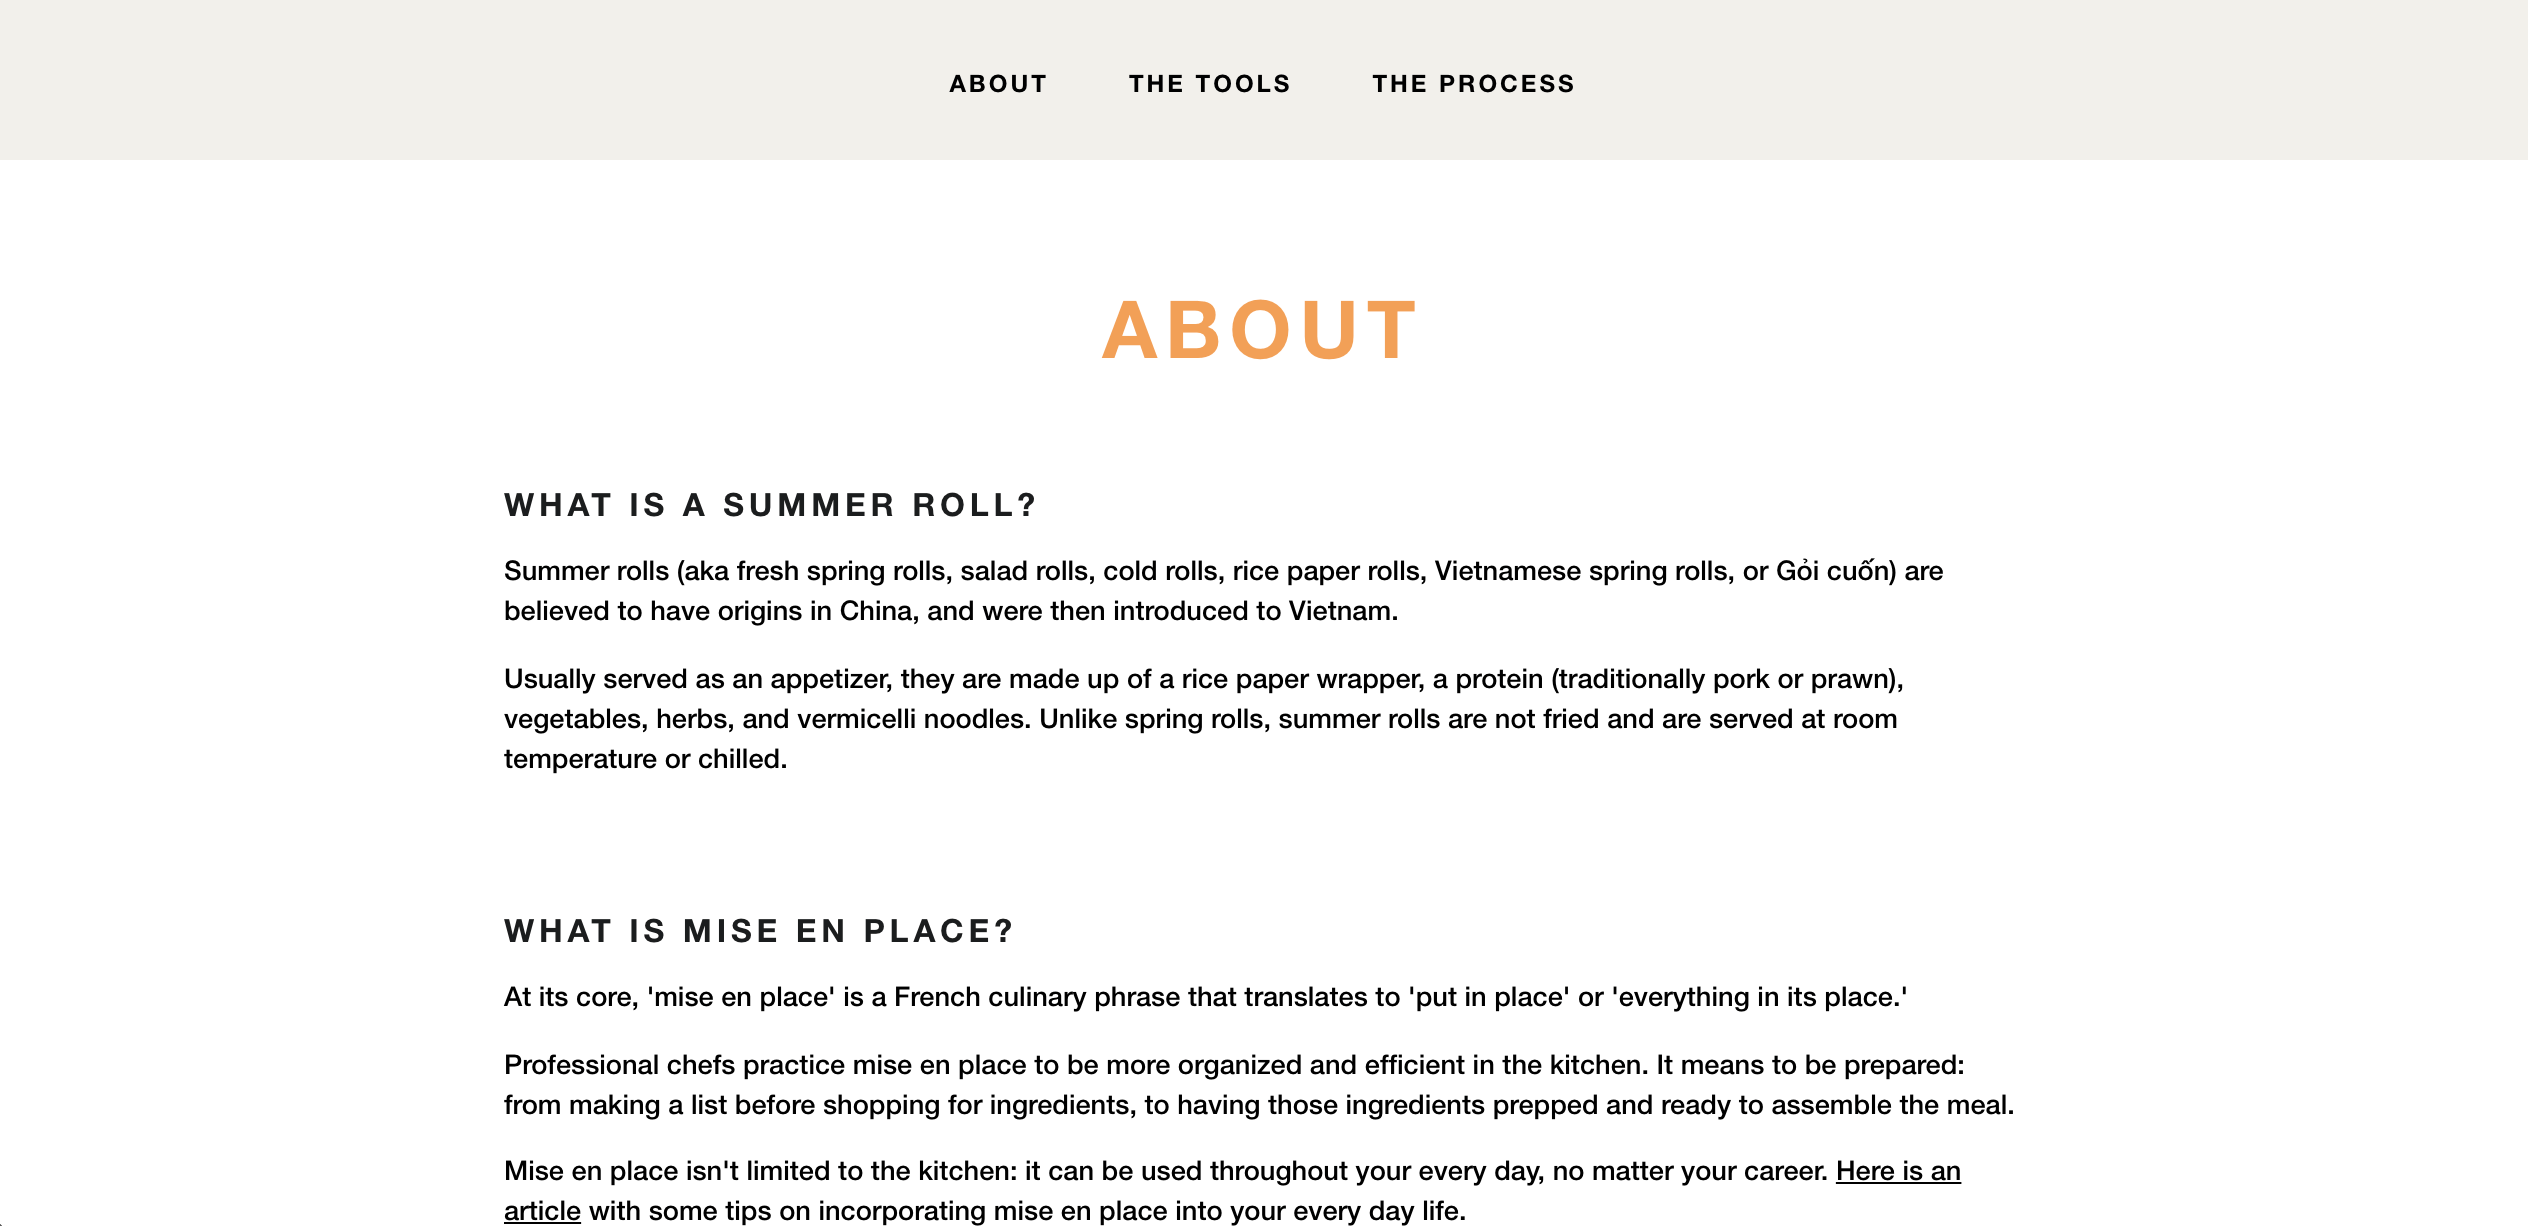 ABOUT THE TOOLS THE PROCESS
ABOUT
WHAT IS A SUMMER ROLL?
Summer rolls (aka fresh spring rolls, salad rolls, cold rolls, rice paper rolls, Vietnamese spring rolls, or Gỏi cuốn) are
believed to have origins in China, and were then introduced to Vietnam.
Usually served as an appetizer, they are made up of a rice paper wrapper, a protein (traditionally pork or prawn),
vegetables, herbs, and vermicelli noodles. Unlike spring rolls, summer rolls are not fried and are served at room
temperature or chilled.
WHAT IS MISE EN PLACE?
At its core, 'mise en place' is a French culinary phrase that translates to 'put in place' or 'everything in its place.'
Professional chefs practice mise en place to be more organized and efficient in the kitchen. It means to be prepared:
from making a list before shopping for ingredients, to having those ingredients prepped and ready to assemble the meal.
Mise en place isn't limited to the kitchen: it can be used throughout your every day, no matter your career. Here is an
article with some tips on incorporating mise en place into your every day life.